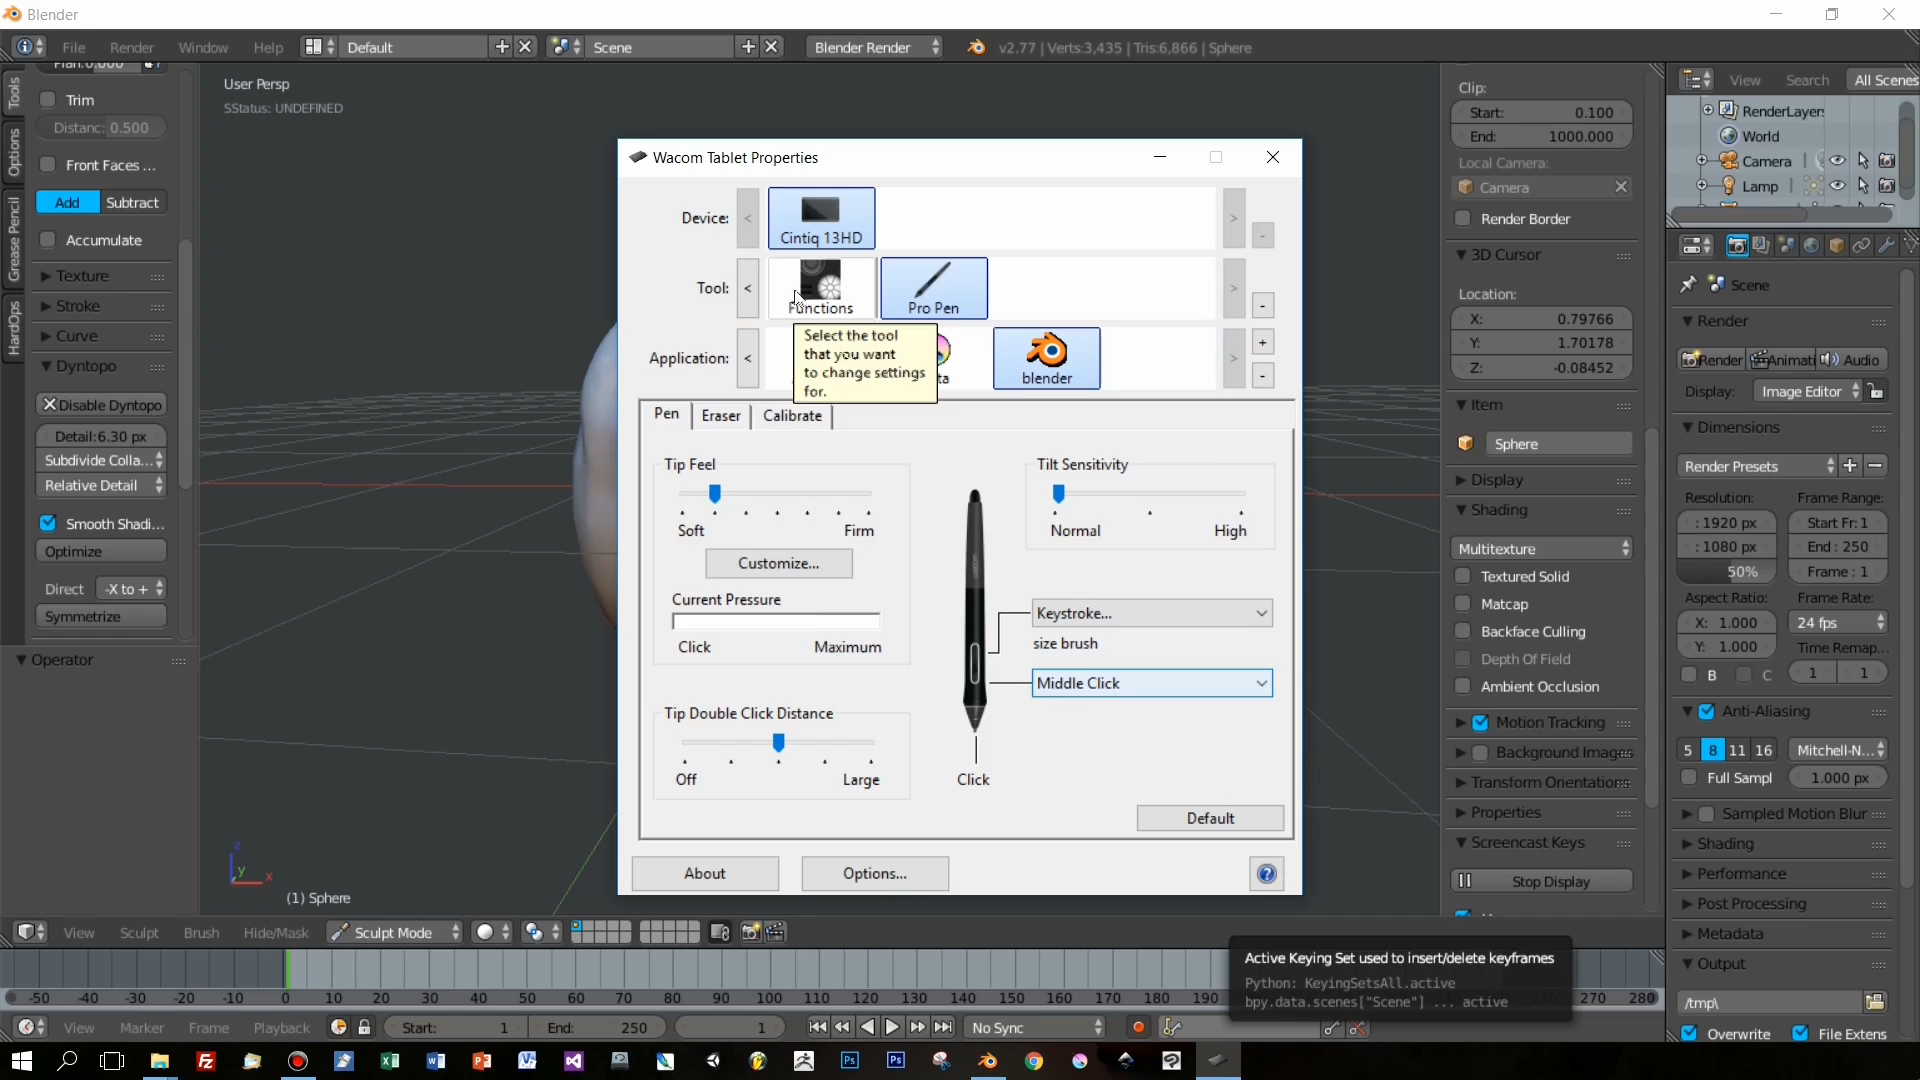 Blender
File Render Window Help Default Scene Blender Render v2.77 | Verts:3,435 | Tris:6,866 | Sphere
Tools
Options
Grease Pencil
HardOps
Trim
Distanc: 0.500
Front Faces ...
Add Subtract
Accumulate
Texture
Stroke
Curve
Dyntopo
Disable Dyntopo
Detail:6.30 px
Subdivide Colla...
Relative Detail
Smooth Shadi...
Optimize
Direct -X to +
Symmetrize
Operator
User Persp
SStatus: UNDEFINED
(1) Sphere
z
y x
Wacom Tablet Properties
Device: < Cintiq 13HD > -
Tool: < Functions Pro Pen > -
Application: < blender > + -
Select the tool
that you want
to change settings
for.
Pen Eraser Calibrate
Tip Feel
Soft Firm
Customize...
Current Pressure
Click Maximum
Tip Double Click Distance
Off Large
Tilt Sensitivity
Normal High
Keystroke...
size brush
Middle Click
Click
Default
About Options... ?
Clip:
Start: 0.100
End: 1000.000
Local Camera:
Camera
Render Border
3D Cursor
Location:
X: 0.79766
Y: 1.70178
Z: -0.08452
Item
Sphere
Display
Shading
Multitexture
Textured Solid
Matcap
Backface Culling
Depth Of Field
Ambient Occlusion
Motion Tracking
Background Images
Transform Orientations
Properties
Screencast Keys
Stop Display
View Search All Scenes
RenderLayer
World
Camera
Lamp
Scene
Render
Render Animati Audio
Display: Image Editor
Dimensions
Render Presets
Resolution: Frame Range:
: 1920 px Start Fr: 1
: 1080 px End : 250
50% Frame : 1
Aspect Ratio: Frame Rate:
X: 1.000 24 fps
Y: 1.000 Time Remap...
B C 1 1
Anti-Aliasing
5 8 11 16 Mitchell-N...
Full Sampl 1.000 px
Sampled Motion Blur
Shading
Performance
Post Processing
Metadata
Output
/tmp\
Overwrite File Extens
View Sculpt Brush Hide/Mask Sculpt Mode
Active Keying Set used to insert/delete keyframes
Python: KeyingSetsAll.active
bpy.data.scenes["Scene"] ... active
-50 -40 -30 -20 -10 0 10 20 30 40 50 60 70 80 90 100 110 120 130 140 150 160 170 180 190 270 280
View Marker Frame Playback Start: 1 End: 250 1 No Sync